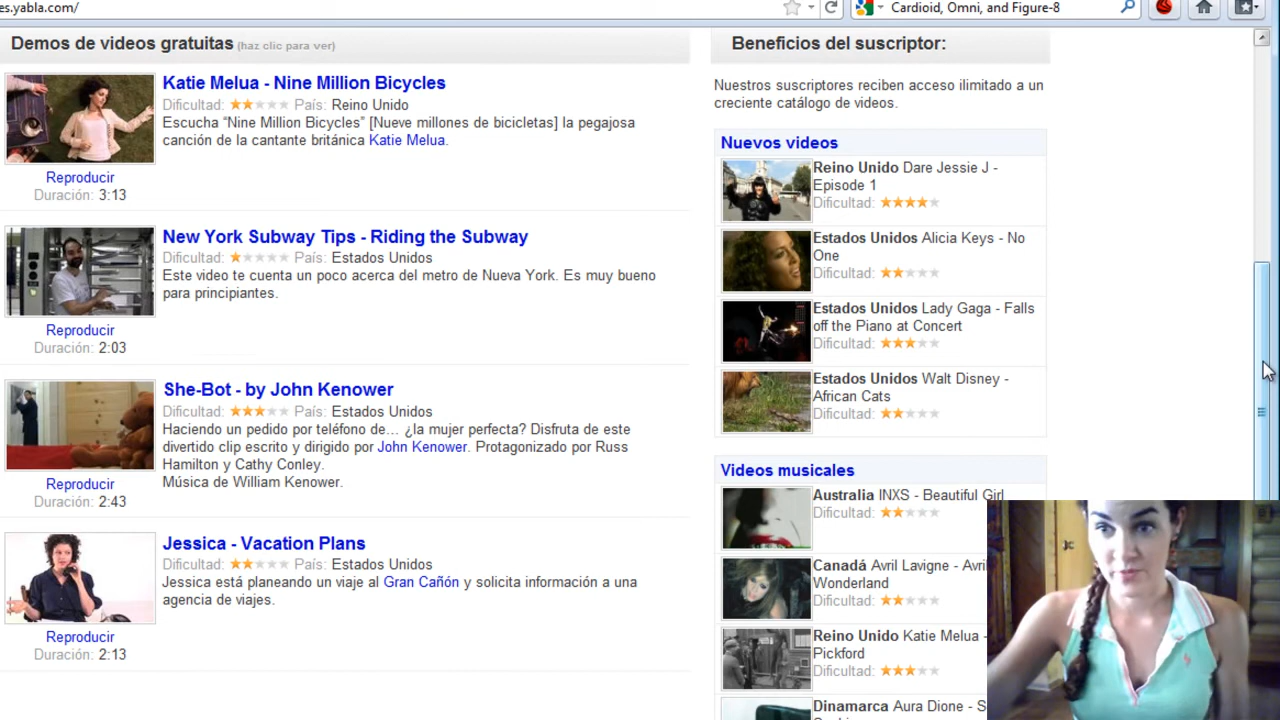 es.yabla.com/
Cardioid, Omni, and Figure-8
Demos de videos gratuitas (haz clic para ver)
Katie Melua - Nine Million Bicycles
Dificultad: País: Reino Unido
Escucha “Nine Million Bicycles” [Nueve millones de bicicletas] la pegajosa
canción de la cantante británica Katie Melua.
Reproducir
Duración: 3:13
New York Subway Tips - Riding the Subway
Dificultad: País: Estados Unidos
Este video te cuenta un poco acerca del metro de Nueva York. Es muy bueno
para principiantes.
Reproducir
Duración: 2:03
She-Bot - by John Kenower
Dificultad: País: Estados Unidos
Haciendo un pedido por teléfono de... ¿la mujer perfecta? Disfruta de este
divertido clip escrito y dirigido por John Kenower. Protagonizado por Russ
Hamilton y Cathy Conley.
Música de William Kenower.
Reproducir
Duración: 2:43
Jessica - Vacation Plans
Dificultad: País: Estados Unidos
Jessica está planeando un viaje al Gran Cañón y solicita información a una
agencia de viajes.
Reproducir
Duración: 2:13
Beneficios del suscriptor:
Nuestros suscriptores reciben acceso ilimitado a un
creciente catálogo de videos.
Nuevos videos
Reino Unido Dare Jessie J -
Episode 1
Dificultad:
Estados Unidos Alicia Keys - No
One
Dificultad:
Estados Unidos Lady Gaga - Falls
off the Piano at Concert
Dificultad:
Estados Unidos Walt Disney -
African Cats
Dificultad:
Videos musicales
Australia INXS - Beautiful Girl
Dificultad:
Canadá Avril Lavigne - Avri
Wonderland
Dificultad:
Reino Unido Katie Melua -
Pickford
Dificultad:
Dinamarca Aura Dione - S